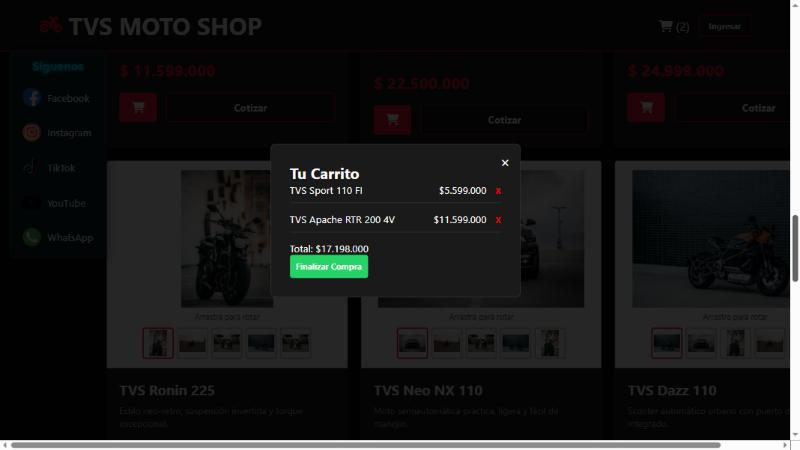 TVS MOTO SHOP
(2)
Ingresar
Síguenos
Facebook
Instagram
TikTok
YouTube
WhatsApp
$ 11.599.000
Cotizar
$ 22.500.000
Cotizar
$ 24.999.000
Cotizar
Tu Carrito
×
TVS Sport 110 FI $5.599.000 x
TVS Apache RTR 200 4V $11.599.000 x
Total: $17.198.000
Finalizar Compra
Arrastra para rotar
Arrastra para rotar
Arrastra para rotar
TVS Ronin 225
Estilo neo-retro, suspensión invertida y torque
excepcional.
TVS Neo NX 110
Moto semiautomática práctica, ligera y fácil de
manejo.
TVS Dazz 110
Scooter automático urbano con puerto
integrado.